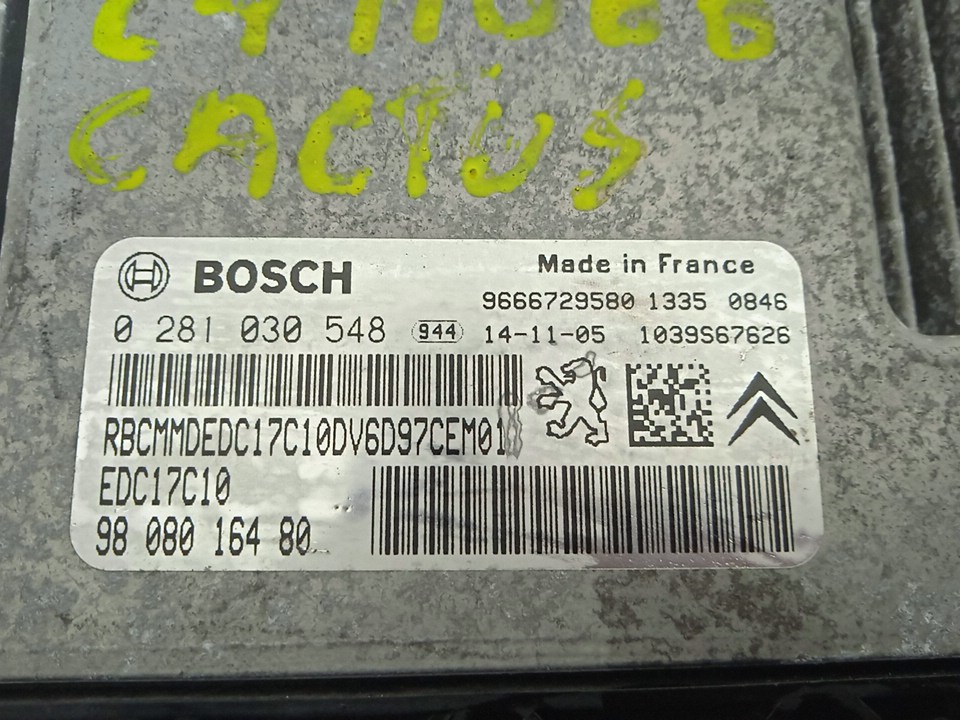 C4
CACTUS
BOSCH
Made in France
9666729580 1335 0846
0 281 030 548 944 14-11-05 1039S67626
RBCMMDEDC17C10DV6D97CEM01
EDC17C10
98 080 164 80